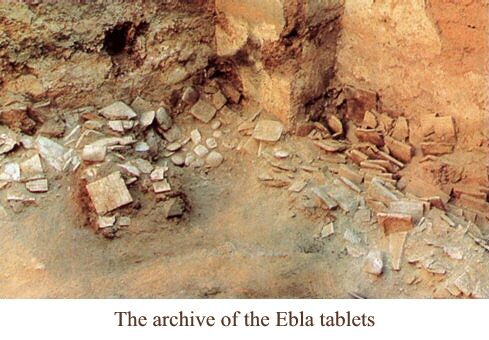 The archive of the Ebla tablets